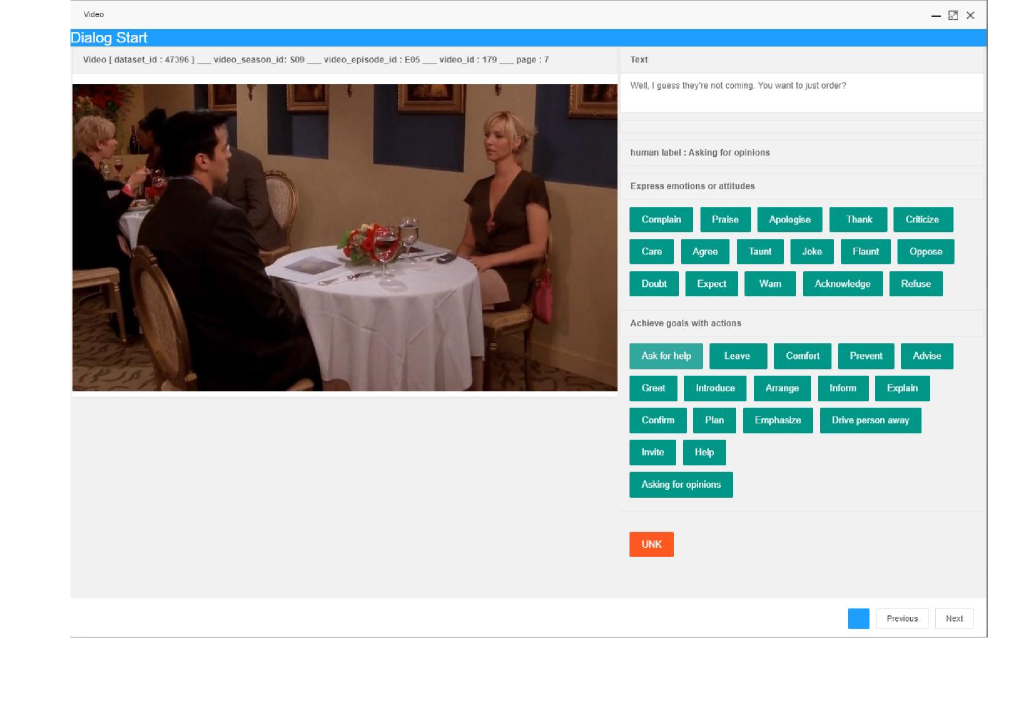 Video
Dialog Start
Video [ dataset_id : 47396 ] ___ video_season_id: S09 ___ video_episode_id : E05 ___ video_id : 179 ___ page : 7
Text
Well, I guess they're not coming. You want to just order?
human label : Asking for opinions
Express emotions or attitudes
Complain Praise Apologise Thank Criticize
Care Agree Taunt Joke Flaunt Oppose
Doubt Expect Warn Acknowledge Refuse
Achieve goals with actions
Ask for help Leave Comfort Prevent Advise
Greet Introduce Arrange Inform Explain
Confirm Plan Emphasize Drive person away
Invite Help
Asking for opinions
UNK
Previous Next